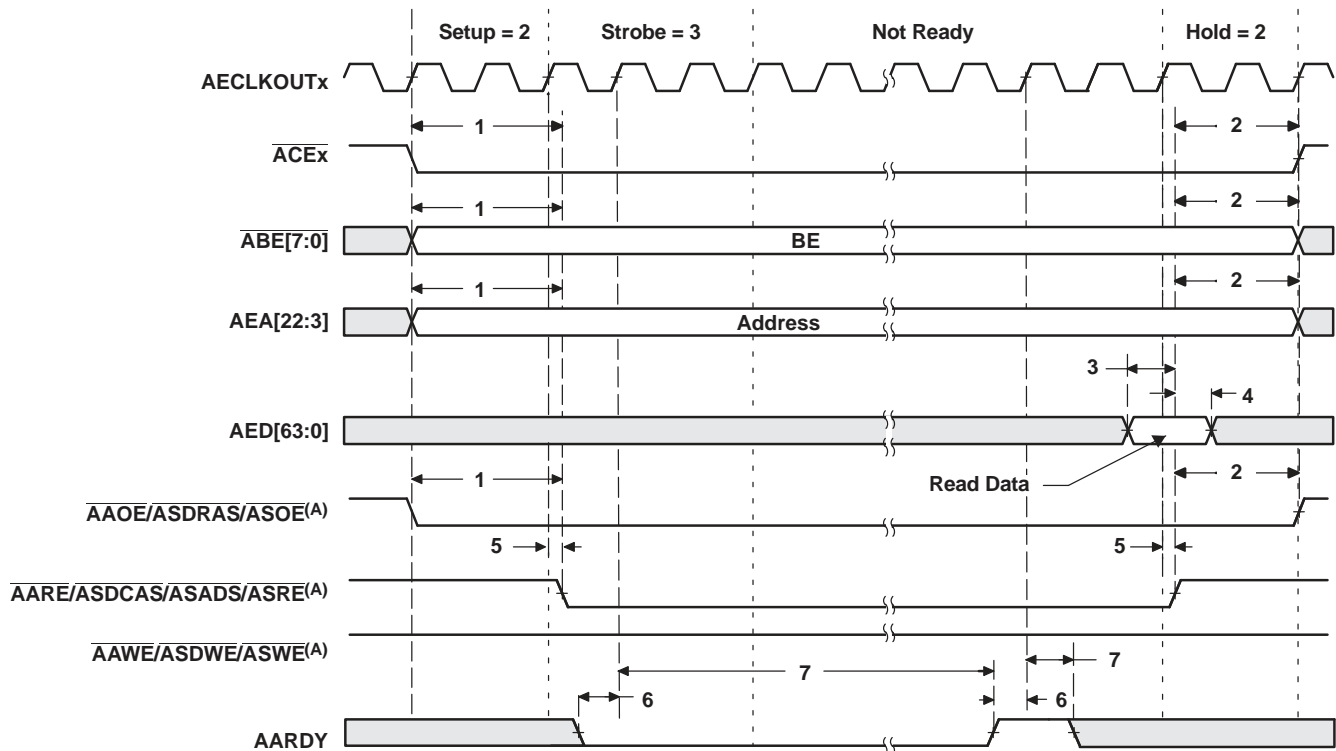 Setup = 2 Strobe = 3 Not Ready Hold = 2
AECLKOUTx
1 2
ACEx
1 2
ABE[7:0] BE
1 2
AEA[22:3] Address
3
4
AED[63:0]
Read Data
1 2
AAOE/ASDRAS/ASOE(A)
5 5
AARE/ASDCAS/ASADS/ASRE(A)
AAWE/ASDWE/ASWE(A)
7 7
6 6
AARDY